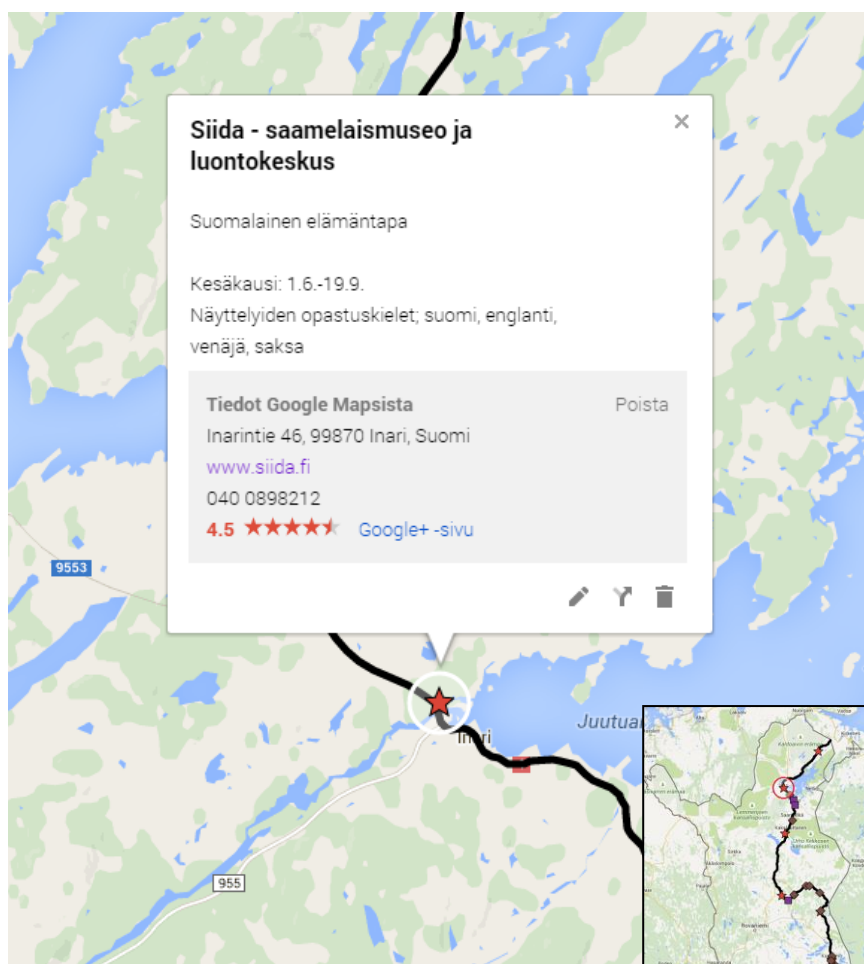 Siida - saamelaismuseo ja
luontokeskus
Suomalainen elämäntapa
Kesäkausi: 1.6.-19.9.
Näyttelyiden opastuskielet; suomi, englanti,
venäjä, saksa
Tiedot Google Mapsista
Poista
Inarintie 46, 99870 Inari, Suomi
www.siida.fi
040 0898212
4.5
Google+ -sivu
9553
Juutua
Inari
955